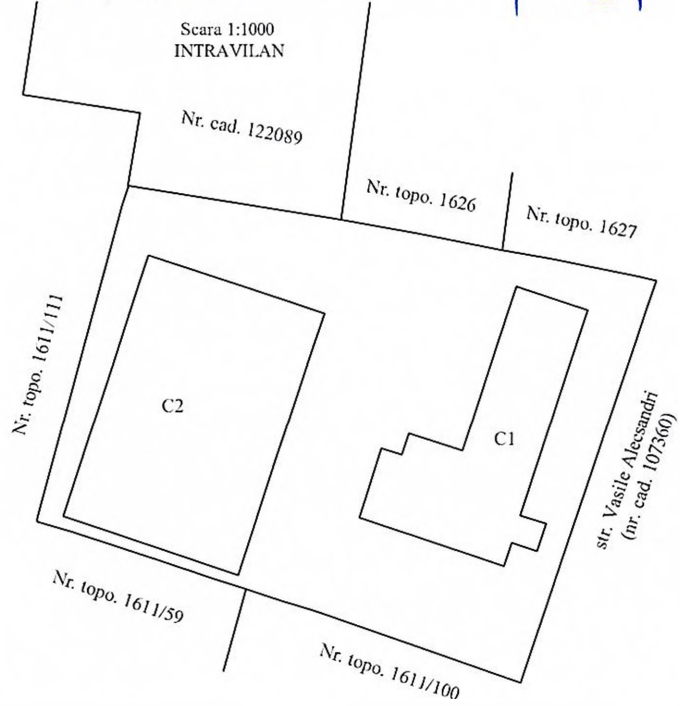 Scara 1:1000
INTRAVILAN
Nr. cad. 122089
Nr. topo. 1626
Nr. topo. 1627
Nr. topo. 1611/111
C2
C1
str. Vasile Alecsandri
(nr. cad. 107360)
Nr. topo. 1611/59
Nr. topo. 1611/100